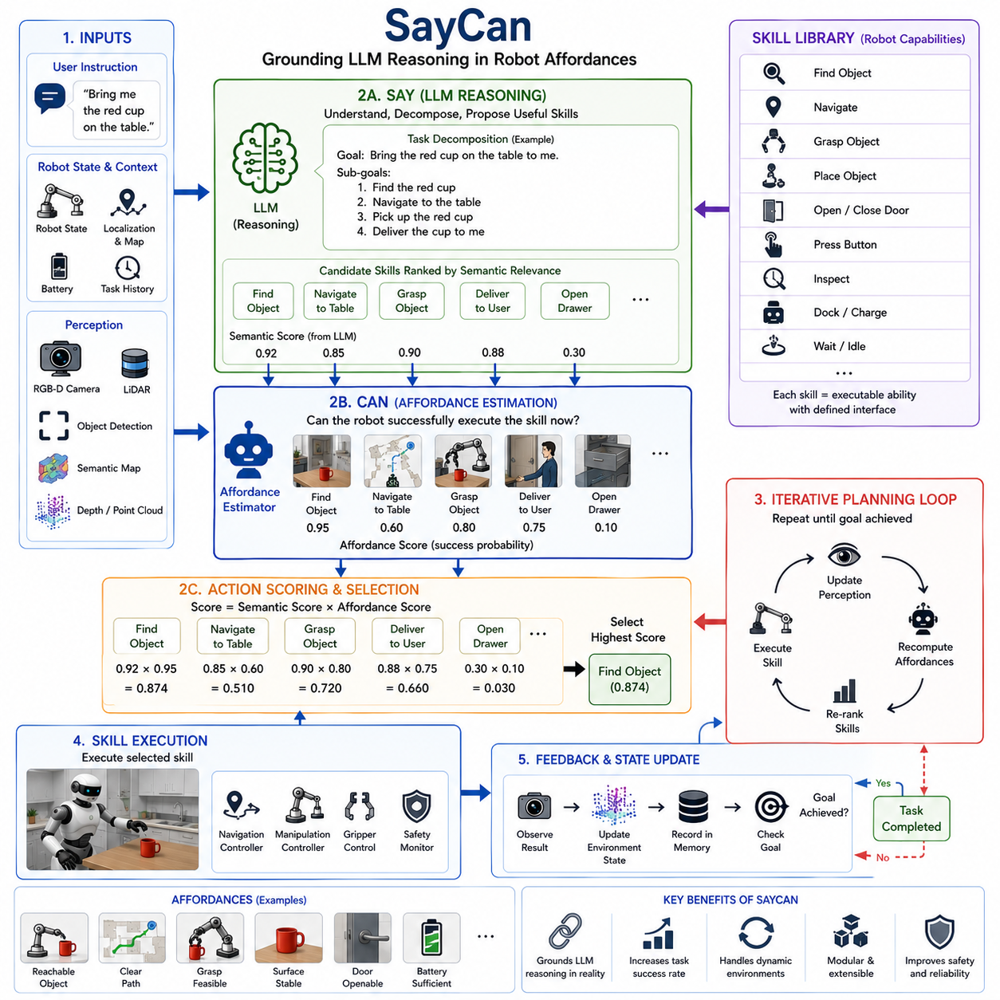 SayCan
Grounding LLM Reasoning in Robot Affordances
1. INPUTS
User Instruction
“Bring me
the red cup
on the table.”
Robot State & Context
Robot State
Localization
& Map
Battery
Task History
Perception
RGB-D Camera
LiDAR
Object Detection
Semantic Map
Depth / Point Cloud
2A. SAY (LLM REASONING)
Understand, Decompose, Propose Useful Skills
LLM
(Reasoning)
Task Decomposition (Example)
Goal: Bring the red cup on the table to me.
Sub-goals:
1. Find the red cup
2. Navigate to the table
3. Pick up the red cup
4. Deliver the cup to me
Candidate Skills Ranked by Semantic Relevance
Find
Object
Navigate
to Table
Grasp
Object
Deliver
to User
Open
Drawer
...
Semantic Score (from LLM)
0.92 0.85 0.90 0.88 0.30
2B. CAN (AFFORDANCE ESTIMATION)
Can the robot successfully execute the skill now?
Affordance
Estimator
...
Find
Object
Navigate
to Table
Grasp
Object
Deliver
to User
Open
Drawer
0.95 0.60 0.80 0.75 0.10
Affordance Score (success probability)
2C. ACTION SCORING & SELECTION
Score = Semantic Score × Affordance Score
Find
Object
Navigate
to Table
Grasp
Object
Deliver
to User
Open
Drawer
...
0.92 × 0.95 0.85 × 0.60 0.90 × 0.80 0.88 × 0.75 0.30 × 0.10
= 0.874 = 0.510 = 0.720 = 0.660 = 0.030
Select
Highest Score
Find Object
(0.874)
SKILL LIBRARY (Robot Capabilities)
Find Object
Navigate
Grasp Object
Place Object
Open / Close Door
Press Button
Inspect
Dock / Charge
Wait / Idle
...
Each skill = executable ability
with defined interface
3. ITERATIVE PLANNING LOOP
Repeat until goal achieved
Update
Perception
Recompute
Affordances
Re-rank
Skills
Execute
Skill
4. SKILL EXECUTION
Execute selected skill
Navigation
Controller
Manipulation
Controller
Gripper
Control
Safety
Monitor
5. FEEDBACK & STATE UPDATE
Observe
Result
Update
Environment
State
Record in
Memory
Check
Goal
Goal
Achieved?
Yes
No
Task
Completed
AFFORDANCES (Examples)
Reachable
Object
Clear
Path
Grasp
Feasible
Surface
Stable
Door
Openable
Battery
Sufficient
...
KEY BENEFITS OF SAYCAN
Grounds LLM
reasoning in reality
Increases task
success rate
Handles dynamic
environments
Modular &
extensible
Improves safety
and reliability